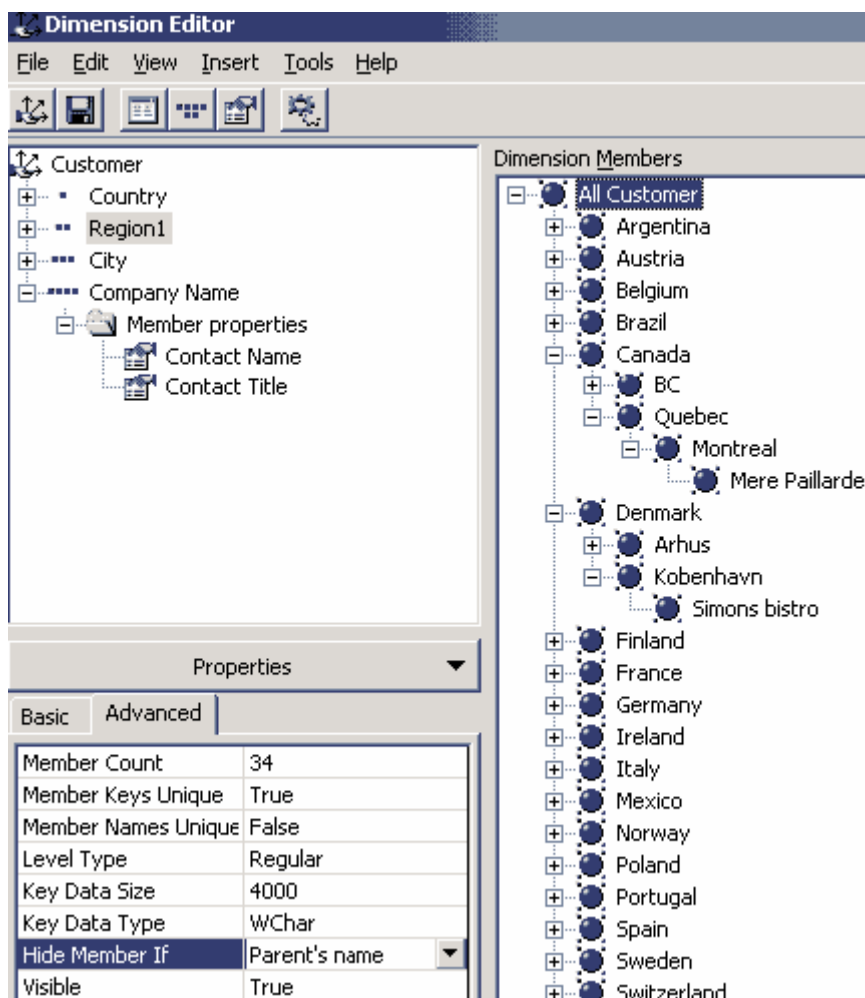 Dimension Editor
File Edit View Insert Tools Help
Customer
Country
Region1
City
Company Name
Member properties
Contact Name
Contact Title
Properties
Basic Advanced
Member Count 34
Member Keys Unique True
Member Names Unique False
Level Type Regular
Key Data Size 4000
Key Data Type WChar
Hide Member If Parent's name
Visible True
Dimension Members
All Customer
Argentina
Austria
Belgium
Brazil
Canada
BC
Quebec
Montreal
Mere Paillarde
Denmark
Arhus
Kobenhavn
Simons bistro
Finland
France
Germany
Ireland
Italy
Mexico
Norway
Poland
Portugal
Spain
Sweden
Switzerland